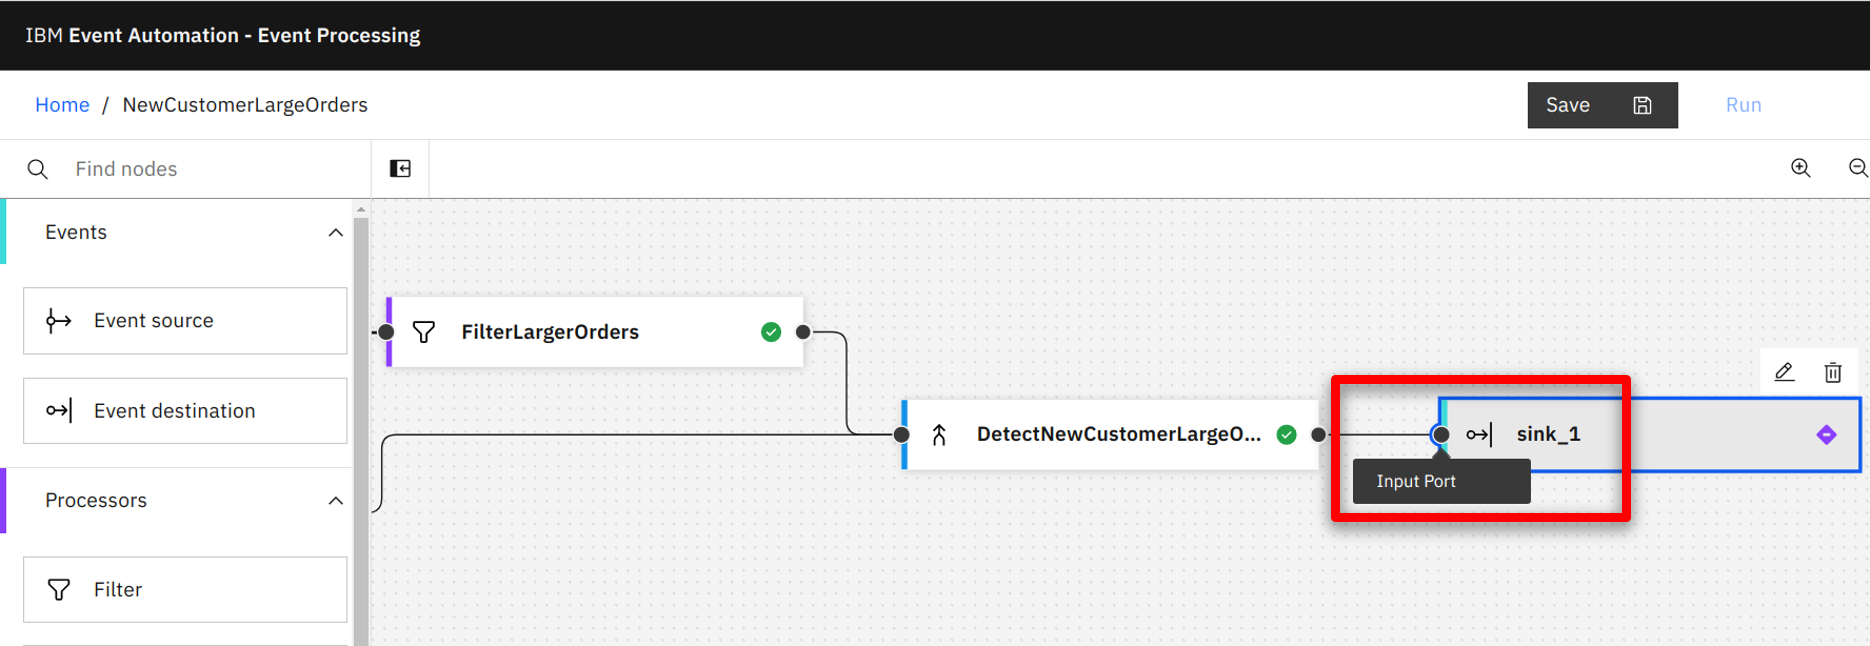 IBM Event Automation - Event Processing
Home / NewCustomerLargeOrders
Save
Run
Find nodes
Events
Event source
Event destination
Processors
Filter
FilterLargerOrders
DetectNewCustomerLargeO...
sink_1
Input Port